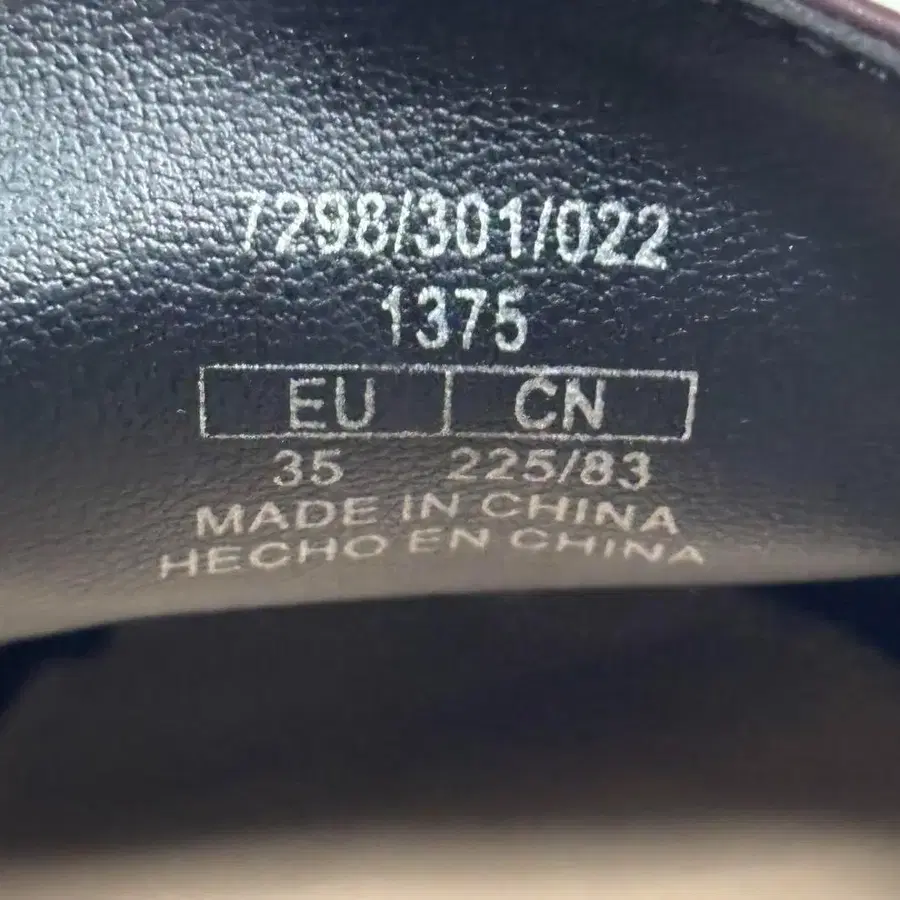 7298/301/022
1375
EU CN
35 225/83
MADE IN CHINA
HECHO EN CHINA